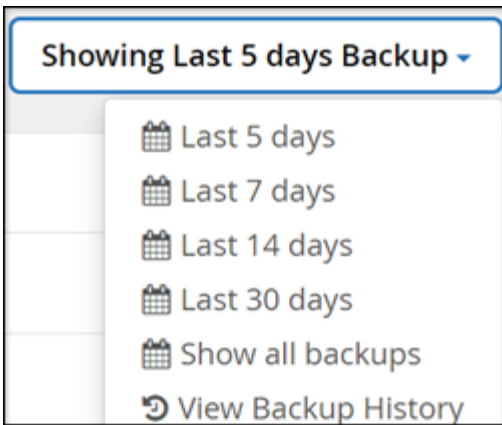 Showing Last 5 days Backup
Last 5 days
Last 7 days
Last 14 days
Last 30 days
Show all backups
View Backup History